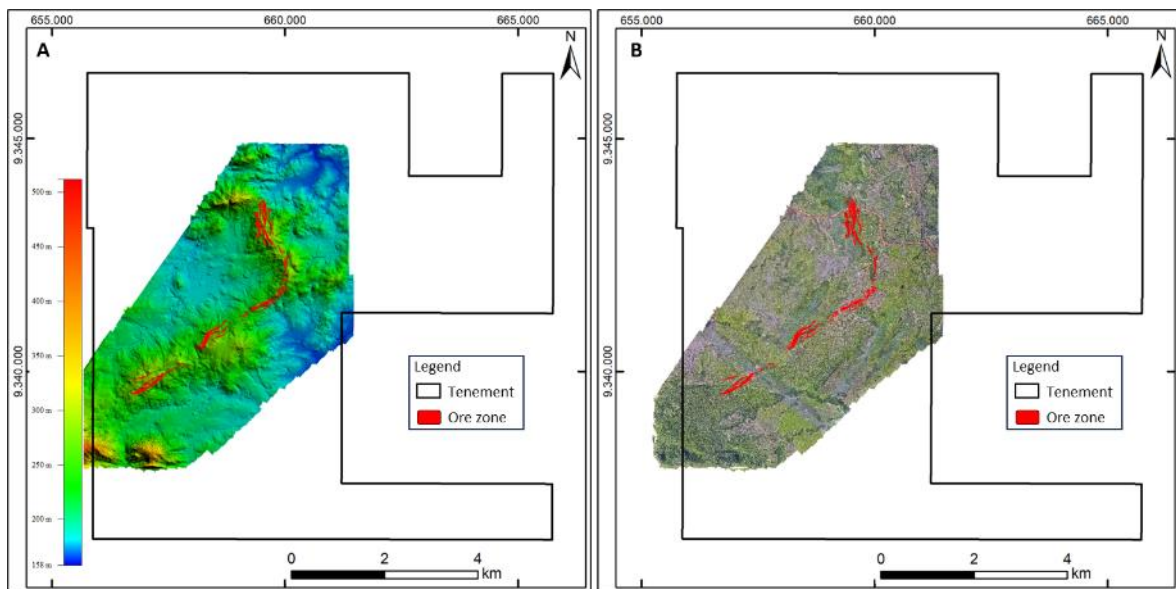 655.000 660.000 665.000
A
N
9.345.000
9.340.000
500 m
450 m
400 m
350 m
300 m
250 m
200 m
158 m
Legend
Tenement
Ore zone
0 2 4
km
655.000 660.000 665.000
B
N
9.345.000
9.340.000
Legend
Tenement
Ore zone
0 2 4
km